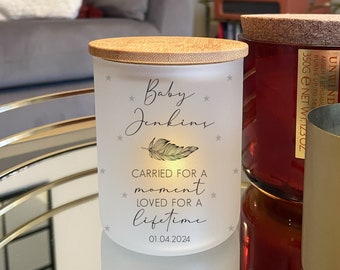 Baby
Jenkins
CARRIED FOR A
moment
LOVED FOR A
lifetime
01.04.2024